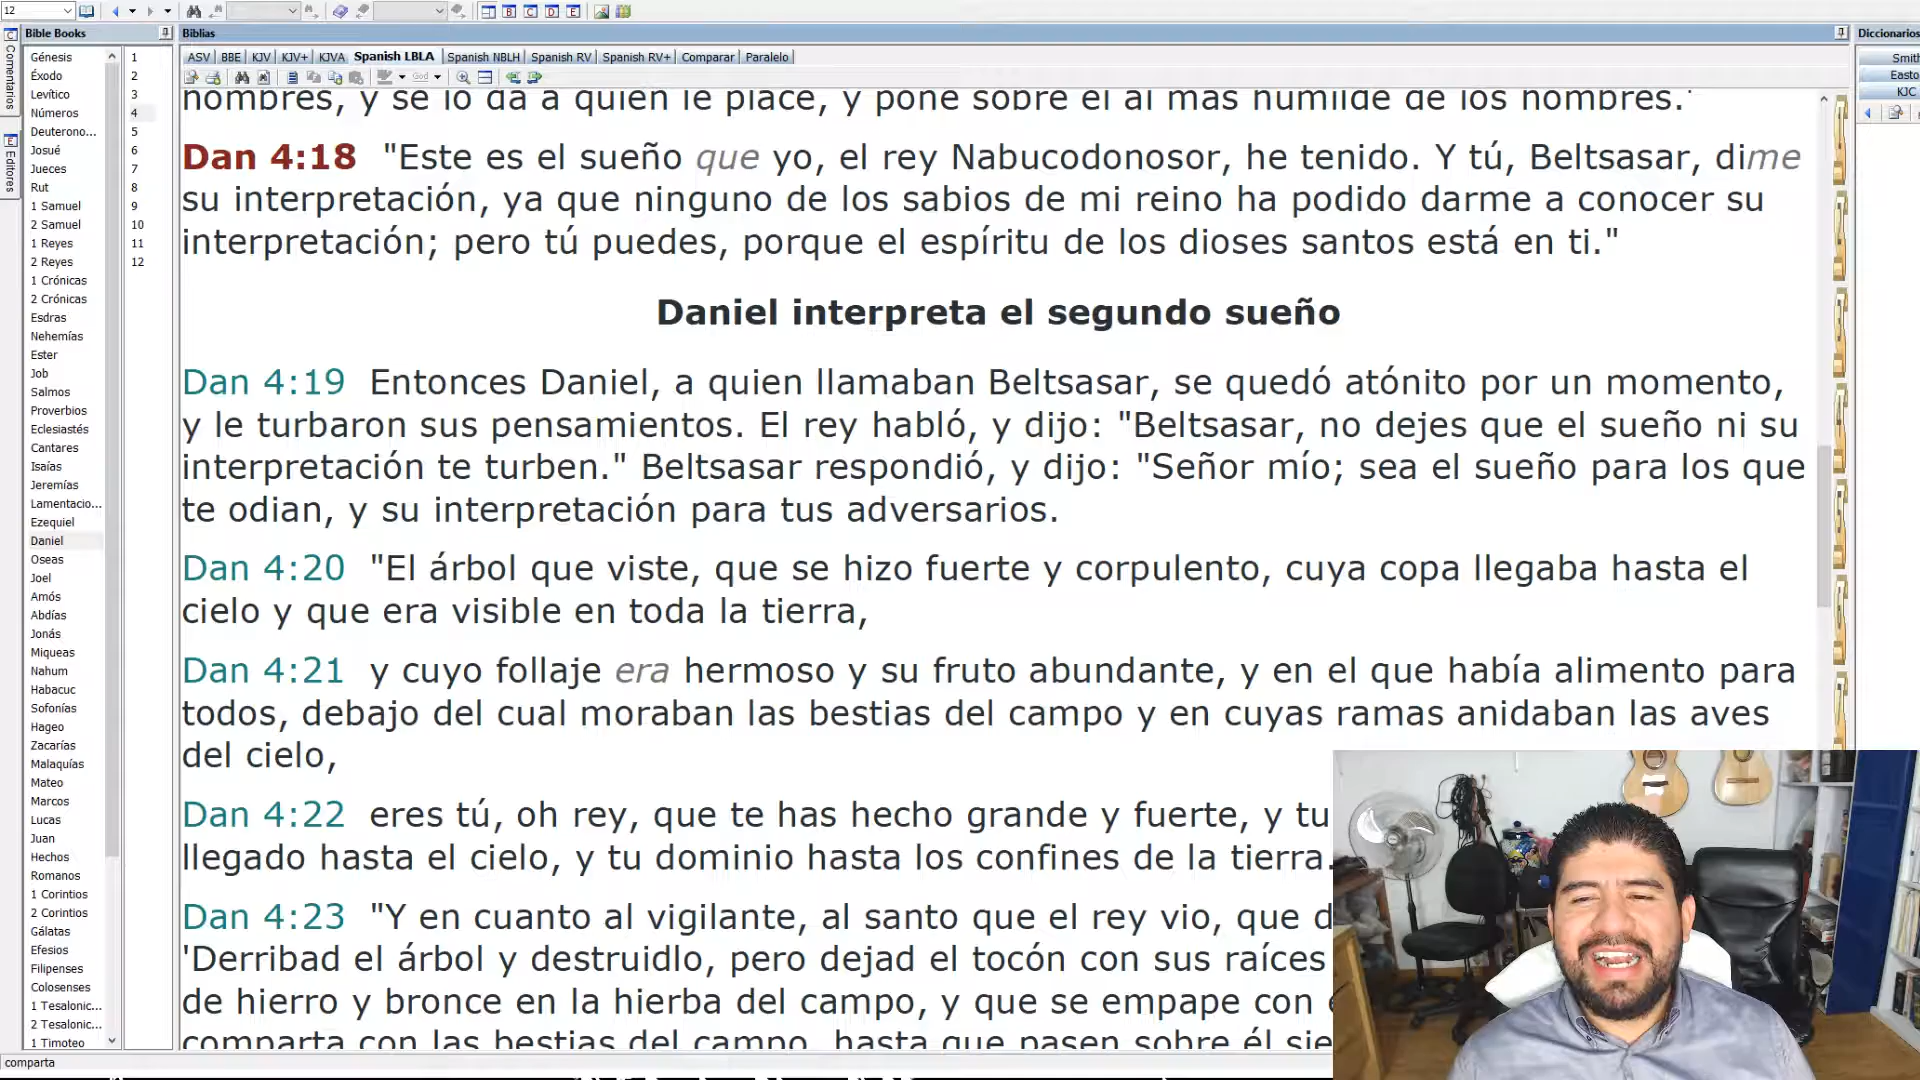 12
Bible Books
Biblias
Diccionarios
Comentarios
Editores
ASV BBE KJV KJV+ KJVA Spanish LBLA Spanish NBLH Spanish RV Spanish RV+ Comparar Paralelo
Smith
Easto
KJC
Génesis 1
Éxodo 2
Levítico 3
Números 4
Deuterono... 5
Josué 6
Jueces 7
Rut 8
1 Samuel 9
2 Samuel 10
1 Reyes 11
2 Reyes 12
1 Crónicas
2 Crónicas
Esdras
Nehemías
Ester
Job
Salmos
Proverbios
Eclesiastés
Cantares
Isaías
Jeremías
Lamentacio...
Ezequiel
Daniel
Oseas
Joel
Amós
Abdías
Jonás
Miqueas
Nahum
Habacuc
Sofonías
Hageo
Zacarías
Malaquías
Mateo
Marcos
Lucas
Juan
Hechos
Romanos
1 Corintios
2 Corintios
Gálatas
Efesios
Filipenses
Colosenses
1 Tesalonic...
2 Tesalonic...
1 Timoteo
hombres, y se lo da a quien le place, y pone sobre él al más humilde de los hombres.'
Dan 4:18 "Este es el sueño que yo, el rey Nabucodonosor, he tenido. Y tú, Beltsasar, dime
su interpretación, ya que ninguno de los sabios de mi reino ha podido darme a conocer su
interpretación; pero tú puedes, porque el espíritu de los dioses santos está en ti."
Daniel interpreta el segundo sueño
Dan 4:19 Entonces Daniel, a quien llamaban Beltsasar, se quedó atónito por un momento,
y le turbaron sus pensamientos. El rey habló, y dijo: "Beltsasar, no dejes que el sueño ni su
interpretación te turben." Beltsasar respondió, y dijo: "Señor mío; sea el sueño para los que
te odian, y su interpretación para tus adversarios.
Dan 4:20 "El árbol que viste, que se hizo fuerte y corpulento, cuya copa llegaba hasta el
cielo y que era visible en toda la tierra,
Dan 4:21 y cuyo follaje era hermoso y su fruto abundante, y en el que había alimento para
todos, debajo del cual moraban las bestias del campo y en cuyas ramas anidaban las aves
del cielo,
Dan 4:22 eres tú, oh rey, que te has hecho grande y fuerte, y tu
llegado hasta el cielo, y tu dominio hasta los confines de la tierra.
Dan 4:23 "Y en cuanto al vigilante, al santo que el rey vio, que d
'Derribad el árbol y destruidlo, pero dejad el tocón con sus raíces
de hierro y bronce en la hierba del campo, y que se empape con
comparta con las bestias del campo, hasta que pasen sobre él sie
comparta